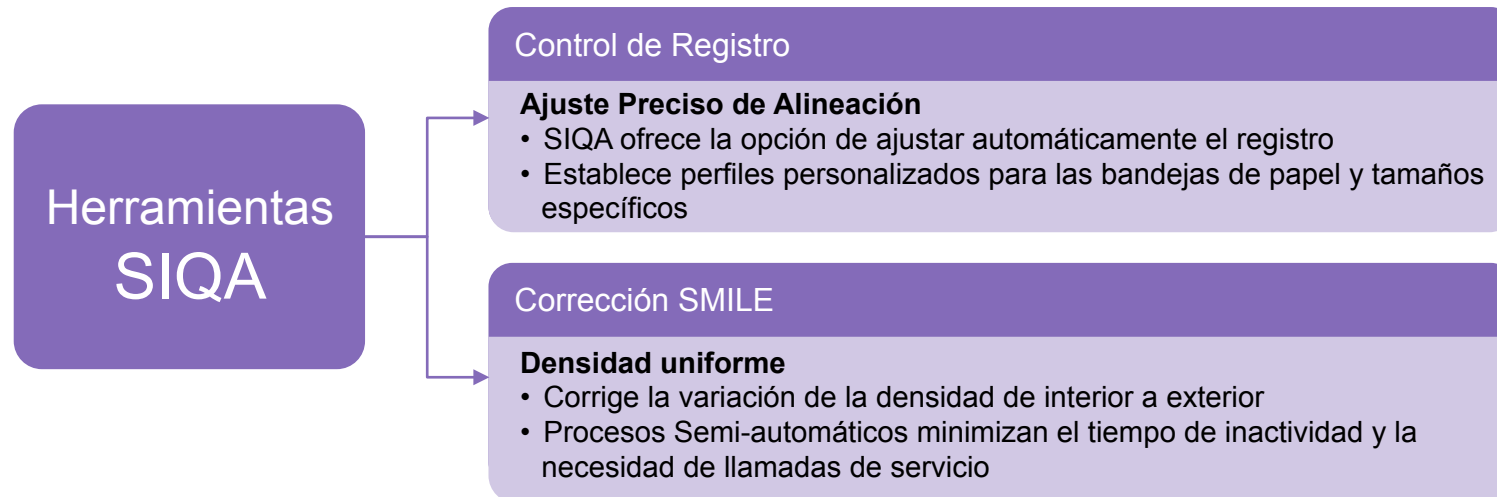 Herramientas
SIQA
Control de Registro
Ajuste Preciso de Alineación
• SIQA ofrece la opción de ajustar automáticamente el registro
• Establece perfiles personalizados para las bandejas de papel y tamaños
específicos
Corrección SMILE
Densidad uniforme
• Corrige la variación de la densidad de interior a exterior
• Procesos Semi-automáticos minimizan el tiempo de inactividad y la
necesidad de llamadas de servicio